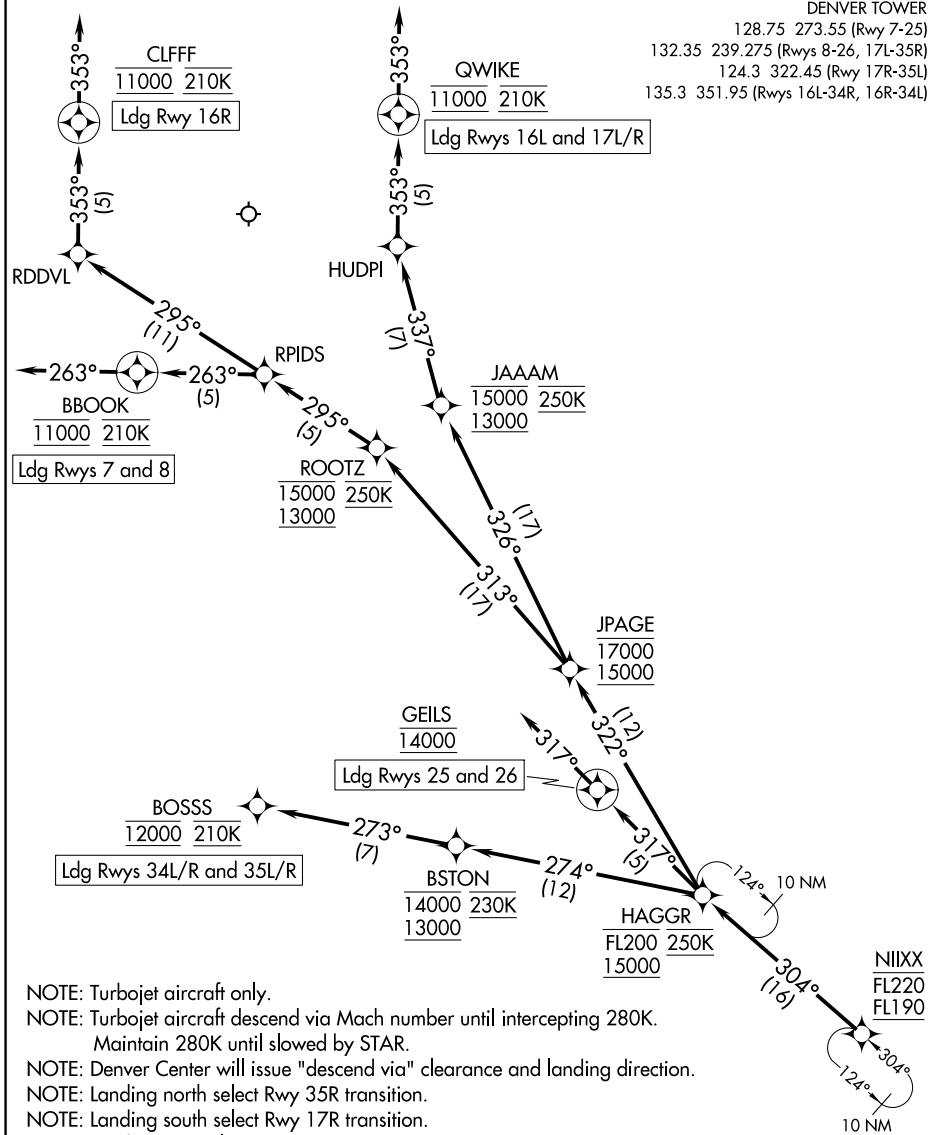 DENVER TOWER
128.75 273.55 (Rwy 7-25)
132.35 239.275 (Rwys 8-26, 17L-35R)
124.3 322.45 (Rwy 17R-35L)
135.3 351.95 (Rwys 16L-34R, 16R-34L)
353°
CLFFF
11000 210K
Ldg Rwy 16R
353°
(5)
RDDVL
353°
QWIKE
11000 210K
Ldg Rwys 16L and 17L/R
353°
(5)
HUDPI
295°
(11)
RPIDS
263°
263°
(5)
BBOOK
11000 210K
Ldg Rwys 7 and 8
295°
(5)
ROOTZ
15000 250K
13000
337°
(7)
JAAAM
15000 250K
13000
326°
(17)
313°
(17)
JPAGE
17000
15000
322°
(12)
GEILS
14000
Ldg Rwys 25 and 26
317°
317°
(5)
BOSSS
12000 210K
Ldg Rwys 34L/R and 35L/R
273°
(7)
BSTON
14000 230K
13000
274°
(12)
HAGGR
FL200 250K
15000
124°
10 NM
304°
(16)
NIIXX
FL220
FL190
304°
124°
10 NM
NOTE: Turbojet aircraft only.
NOTE: Turbojet aircraft descend via Mach number until intercepting 280K.
Maintain 280K until slowed by STAR.
NOTE: Denver Center will issue "descend via" clearance and landing direction.
NOTE: Landing north select Rwy 35R transition.
NOTE: Landing south select Rwy 17R transition.